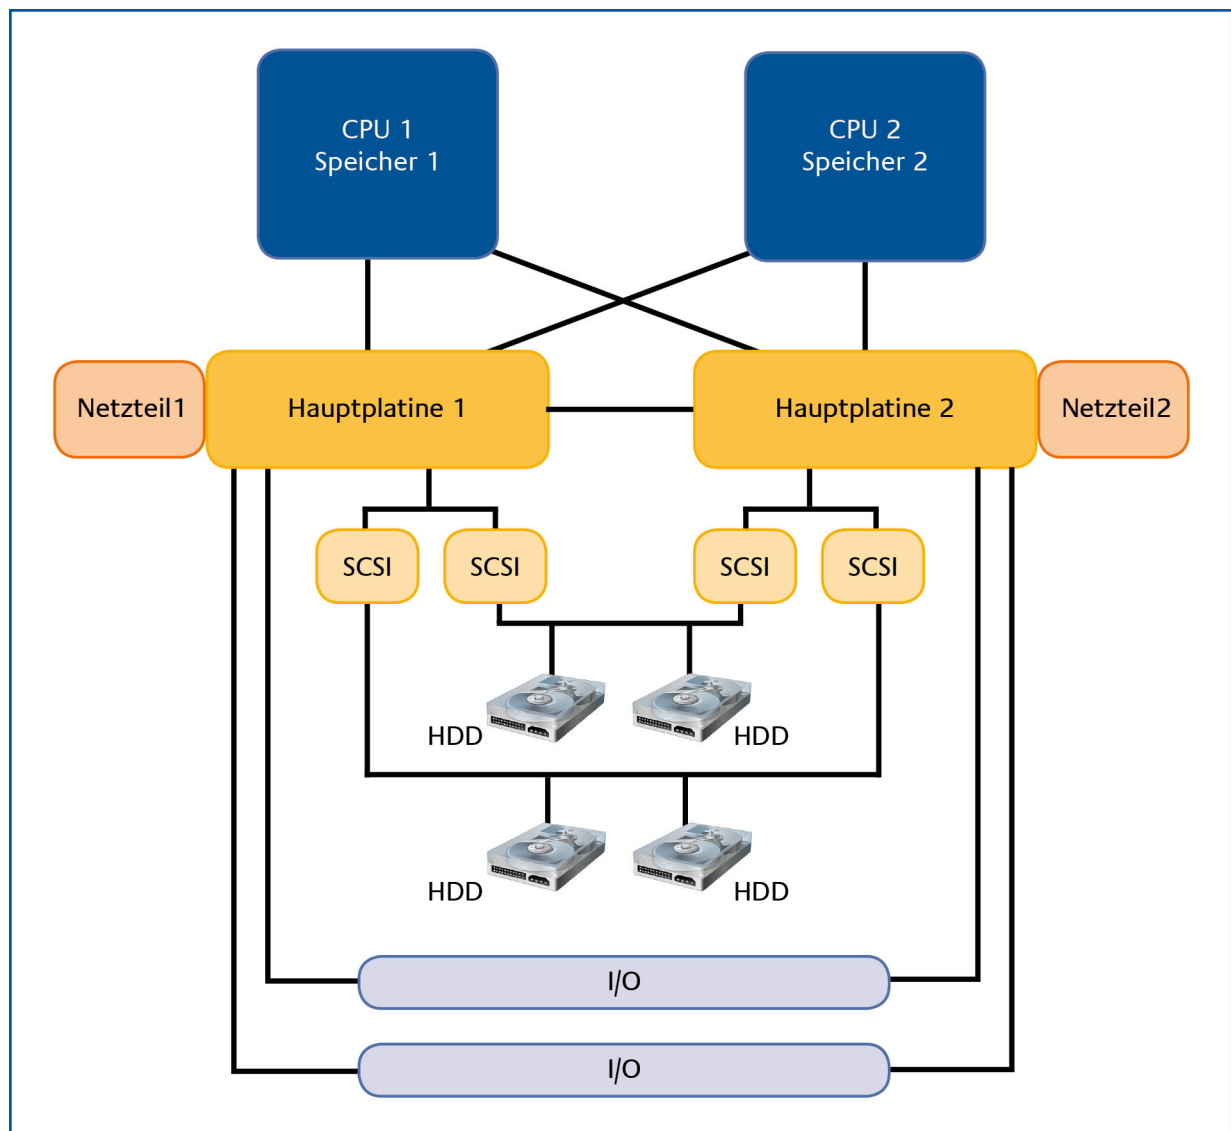 CPU 1
Speicher 1
CPU 2
Speicher 2
Netzteil1
Hauptplatine 1
Hauptplatine 2
Netzteil2
SCSI
SCSI
SCSI
SCSI
HDD
HDD
HDD
HDD
I/O
I/O